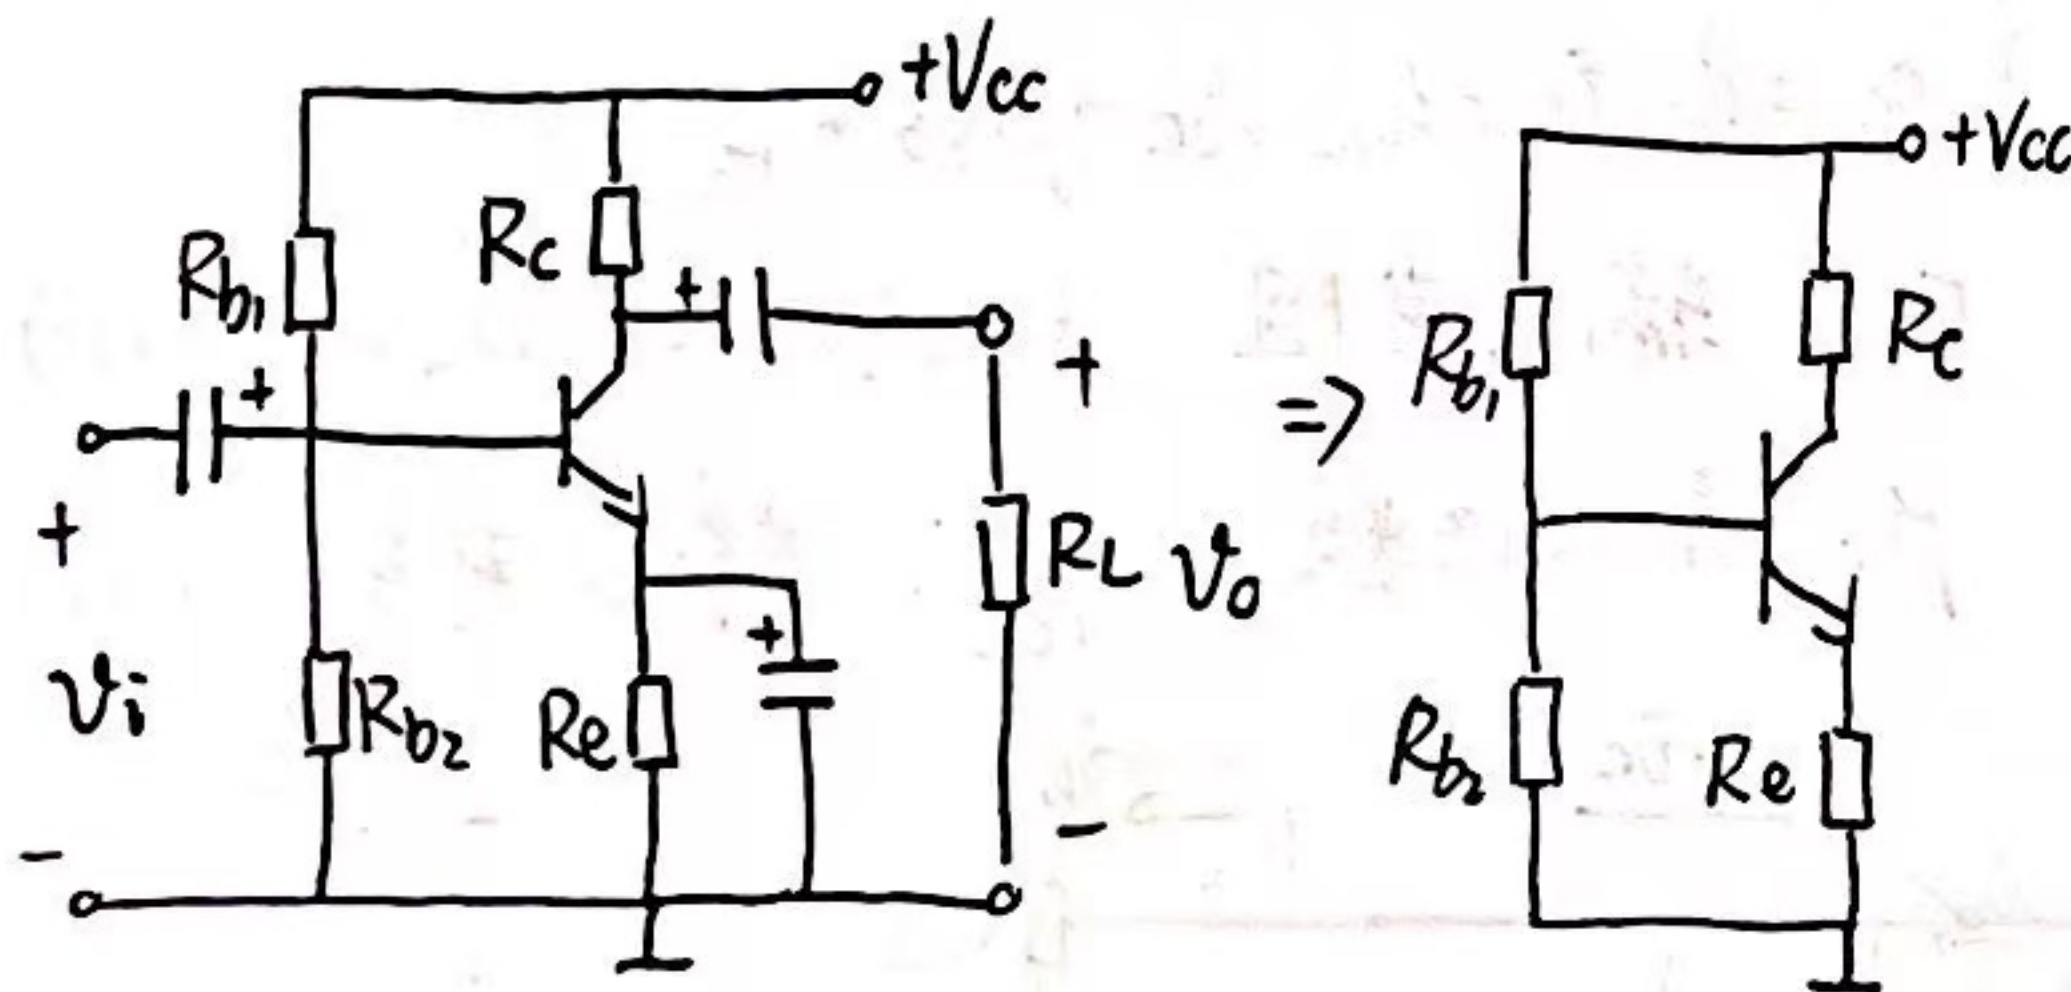 +Vcc
Rb1
Rc
+
+
+
+
vi
-
Rb2
Re
+
RL
vo
-
=>
+Vcc
Rb1
Rc
Rb2
Re